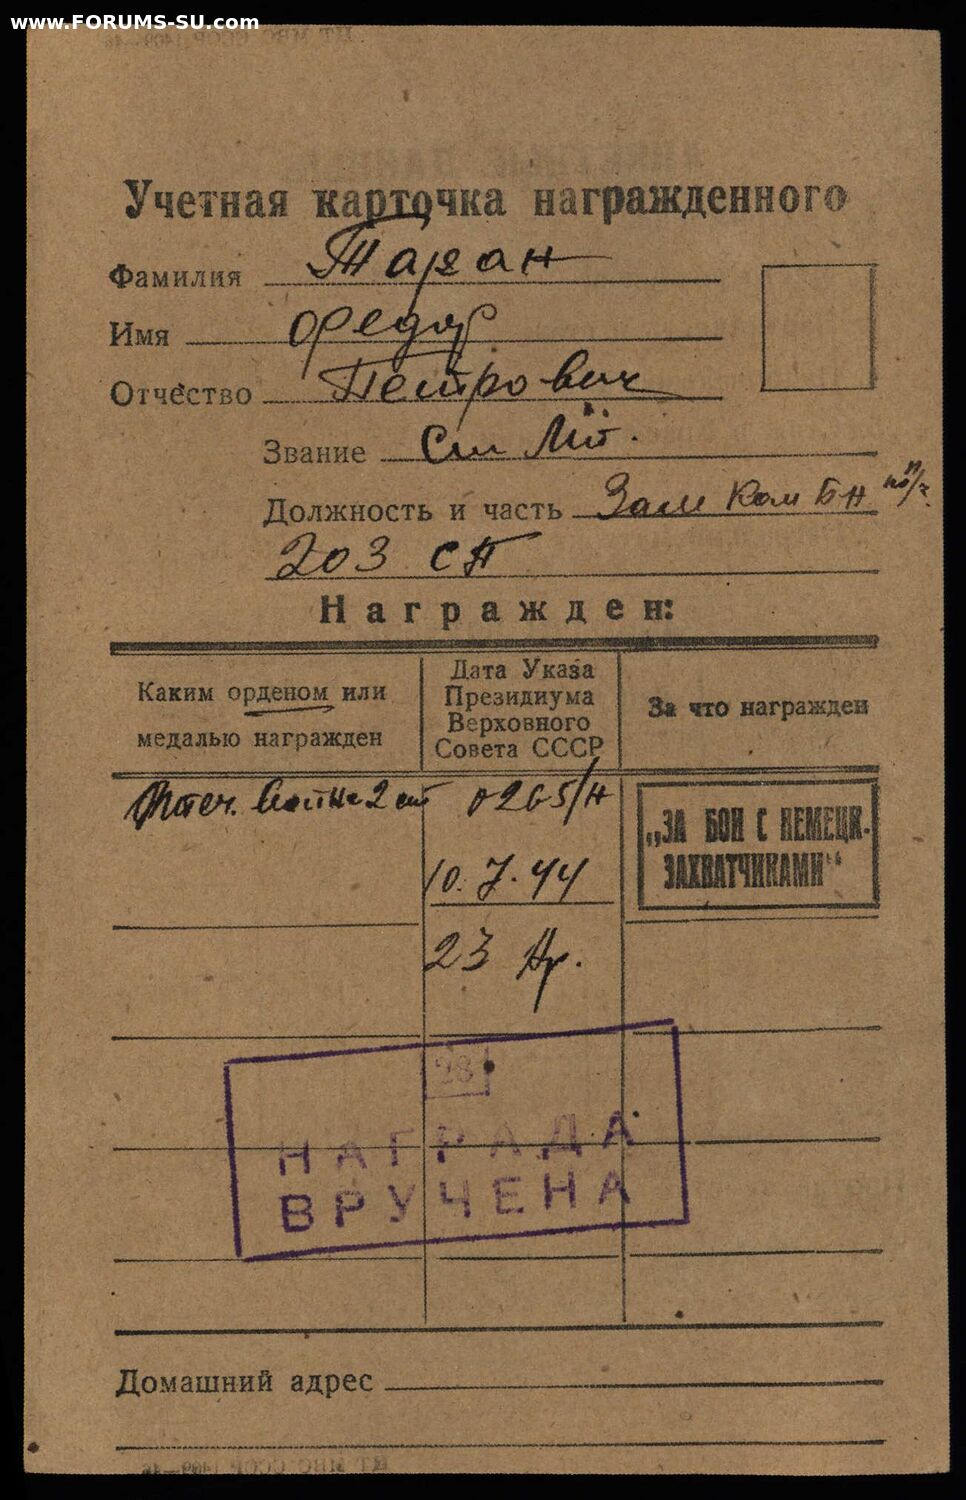 www.FORUMS-SU.com
Учетная карточка награжденного
Фамилия Таран
Имя Федор
Отчество Петрович
Звание Ст Лт.
Должность и часть Зам Ком Бн по п/ч
203 СП
Награжден:
Каким орденом или медалью награжден
Дата Указа Президиума Верховного Совета СССР
За что награжден
Отеч. Войны 2 ст 0265/н
„ЗА БОИ С НЕМЕЦК.
ЗАХВАТЧИКАМИ“
10.7.44
23
28
НАГРАДА
ВРУЧЕНА
Домашний адрес